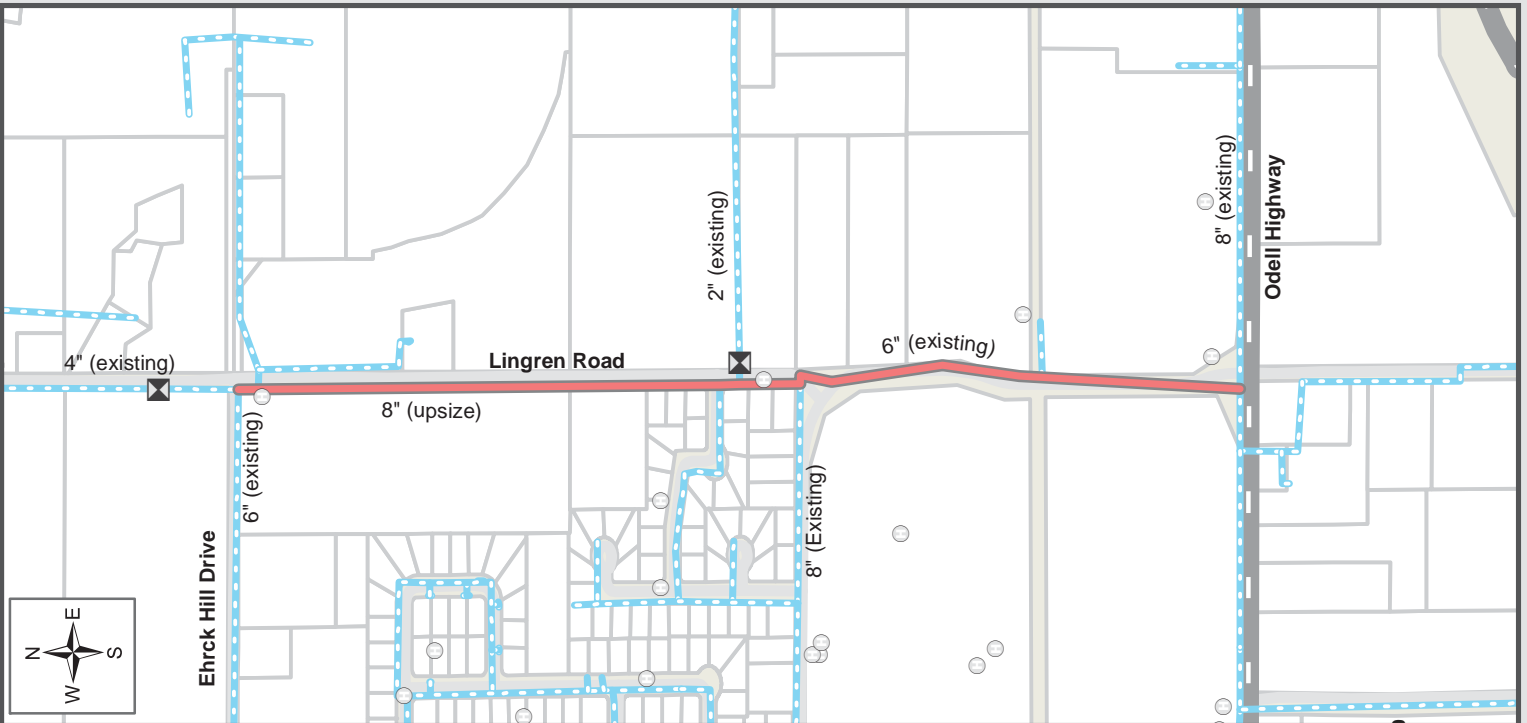 8" (existing)
Odell Highway
2" (existing)
6" (existing)
4" (existing)
Lingren Road
8" (upsize)
6" (existing)
8" (Existing)
Ehrck Hill Drive
N
E
S
W